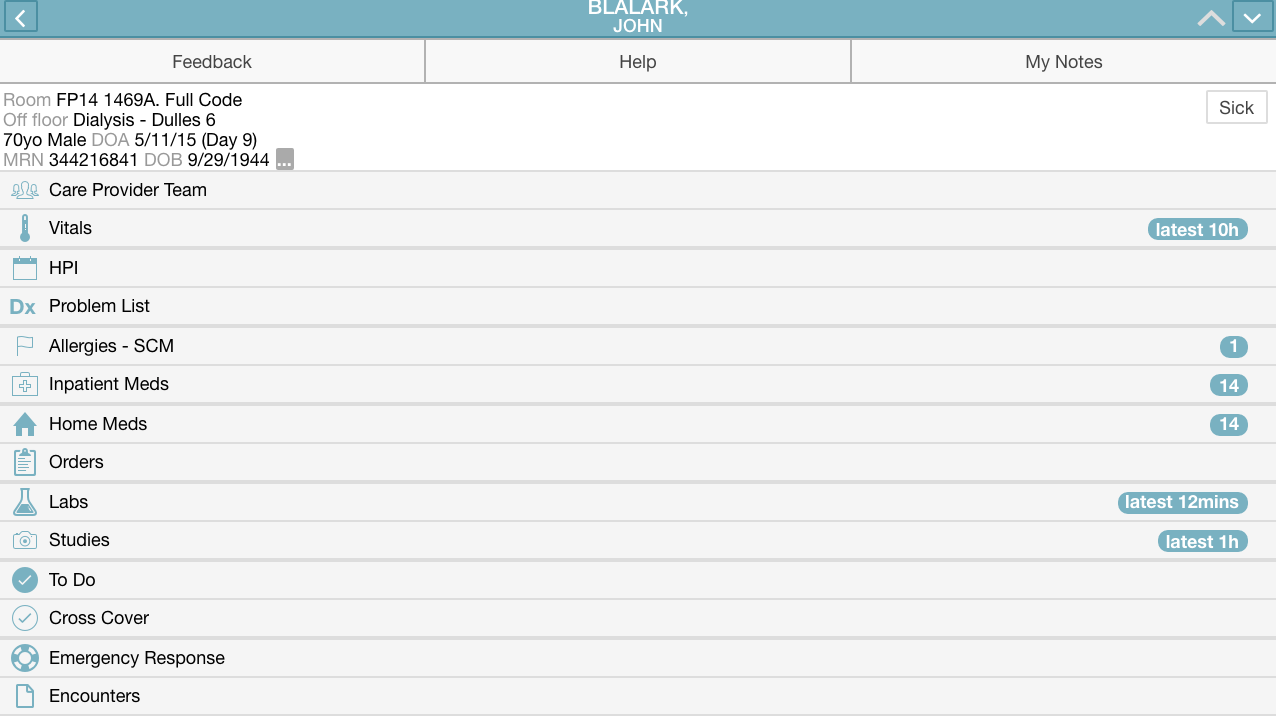 BLALARK,
JOHN
Feedback
Help
My Notes
Room FP14 1469A. Full Code
Sick
Off floor Dialysis - Dulles 6
70yo Male DOA 5/11/15 (Day 9)
MRN 344216841 DOB 9/29/1944 ...
Care Provider Team
Vitals latest 10h
HPI
Dx Problem List
Allergies - SCM 1
Inpatient Meds 14
Home Meds 14
Orders
Labs latest 12mins
Studies latest 1h
To Do
Cross Cover
Emergency Response
Encounters